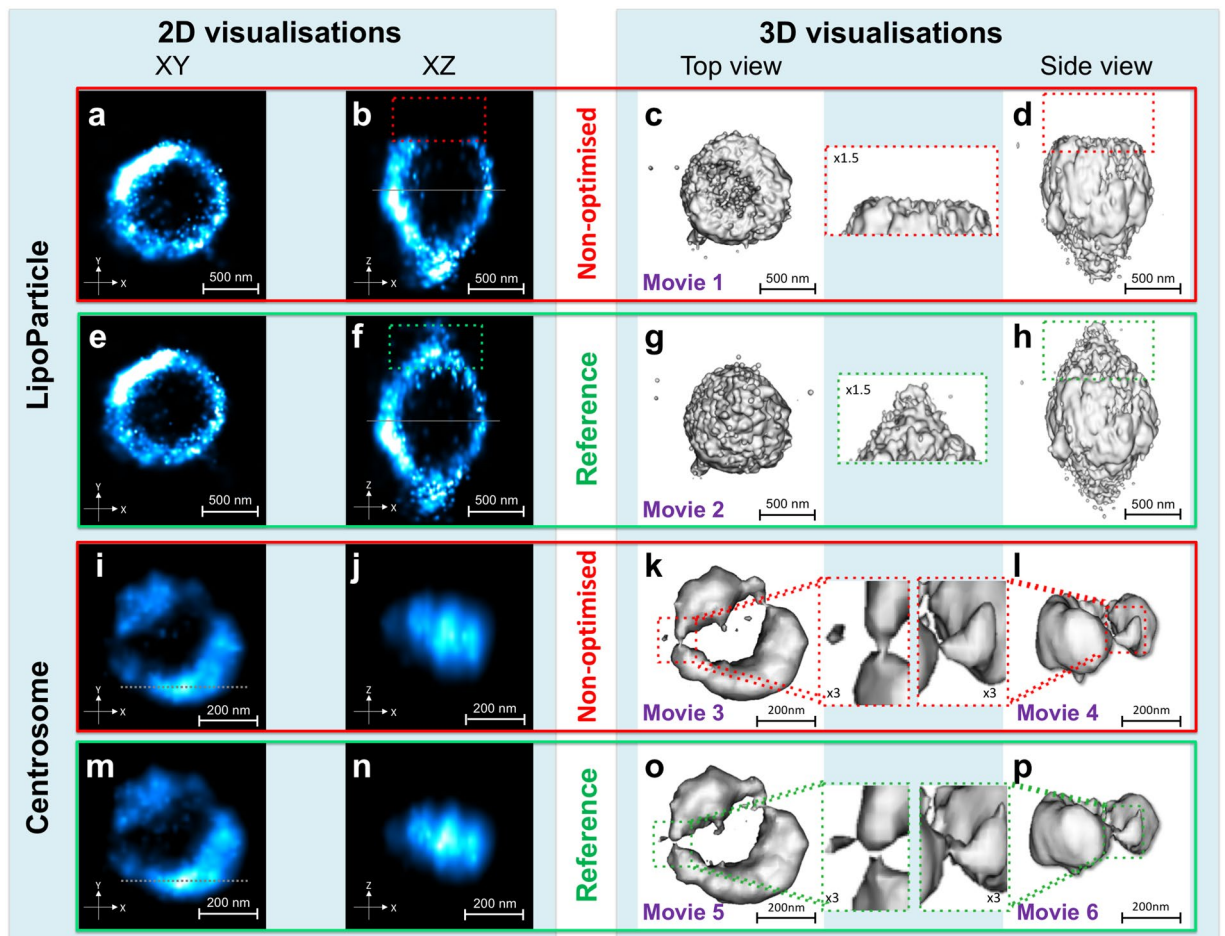 2D visualisations
3D visualisations
XY
XZ
Top view
Side view
LipoParticle
a
Y
X
500 nm
b
Z
X
500 nm
Non-optimised
c
Movie 1
500 nm
x1.5
d
500 nm
e
Y
X
500 nm
f
Z
X
500 nm
Reference
g
Movie 2
500 nm
x1.5
h
500 nm
Centrosome
i
Y
X
200 nm
j
Z
X
200 nm
Non-optimised
k
Movie 3
200nm
x3
x3
l
Movie 4
200nm
m
Y
X
200 nm
n
Z
X
200 nm
Reference
o
Movie 5
200nm
x3
x3
p
Movie 6
200nm